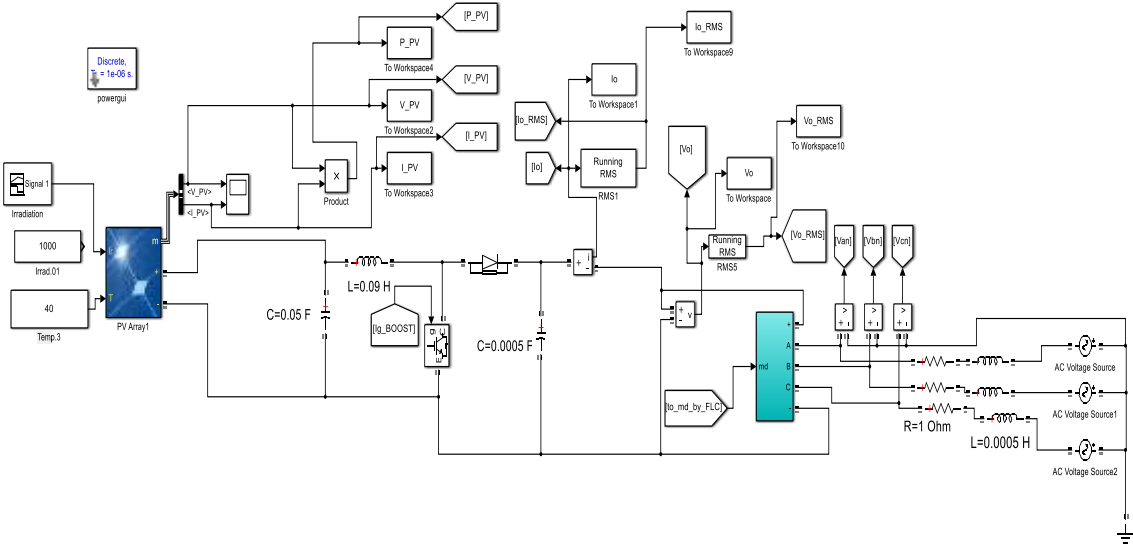 [P_PV]
P_PV
To Workspace4
[V_PV]
V_PV
To Workspace2
[I_PV]
I_PV
To Workspace3
Discrete,
= 1e-06 s.
powergui
Io_RMS
To Workspace9
Io
To Workspace1
[Io_RMS]
[Io]
Running
RMS
RMS1
[Vo]
Vo_RMS
To Workspace10
Vo
To Workspace
Running
RMS
RMS5
[Vo_RMS]
[Van]
[Vbn]
[Vcn]
Signal 1
Irradiation
<V_PV>
<I_PV>
X
Product
1000
Irrad.01
40
Temp.3
T
m
+
-
PV Array1
L=0.09 H
C=0.05 F
[Ig_BOOST]
g
C
E
C=0.0005 F
+
i
-
+
-
v
md
+
A
B
C
-
[to_md_by_FLC]
R=1 Ohm
L=0.0005 H
AC Voltage Source
AC Voltage Source1
AC Voltage Source2